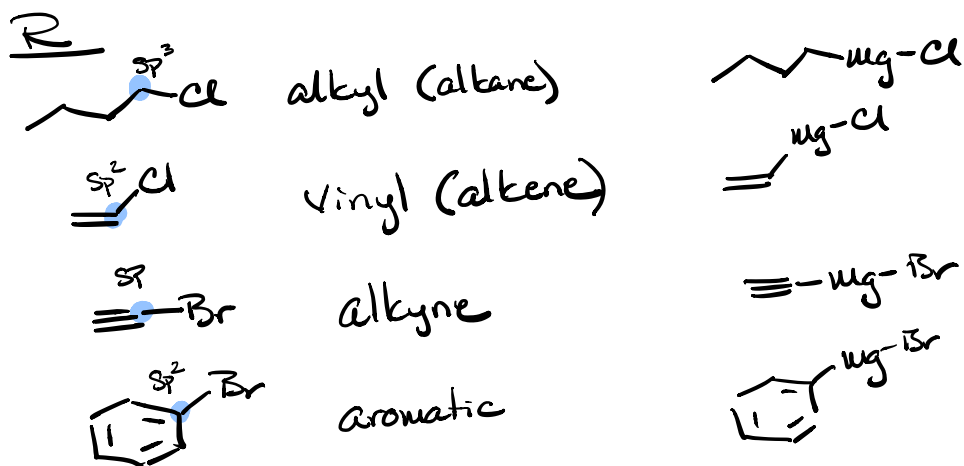 R
sp³
Cl alkyl (alkane) Mg-Cl
sp²
Cl vinyl (alkene) Mg-Cl
sp
Br alkyne Mg-Br
sp²
Br aromatic Mg-Br